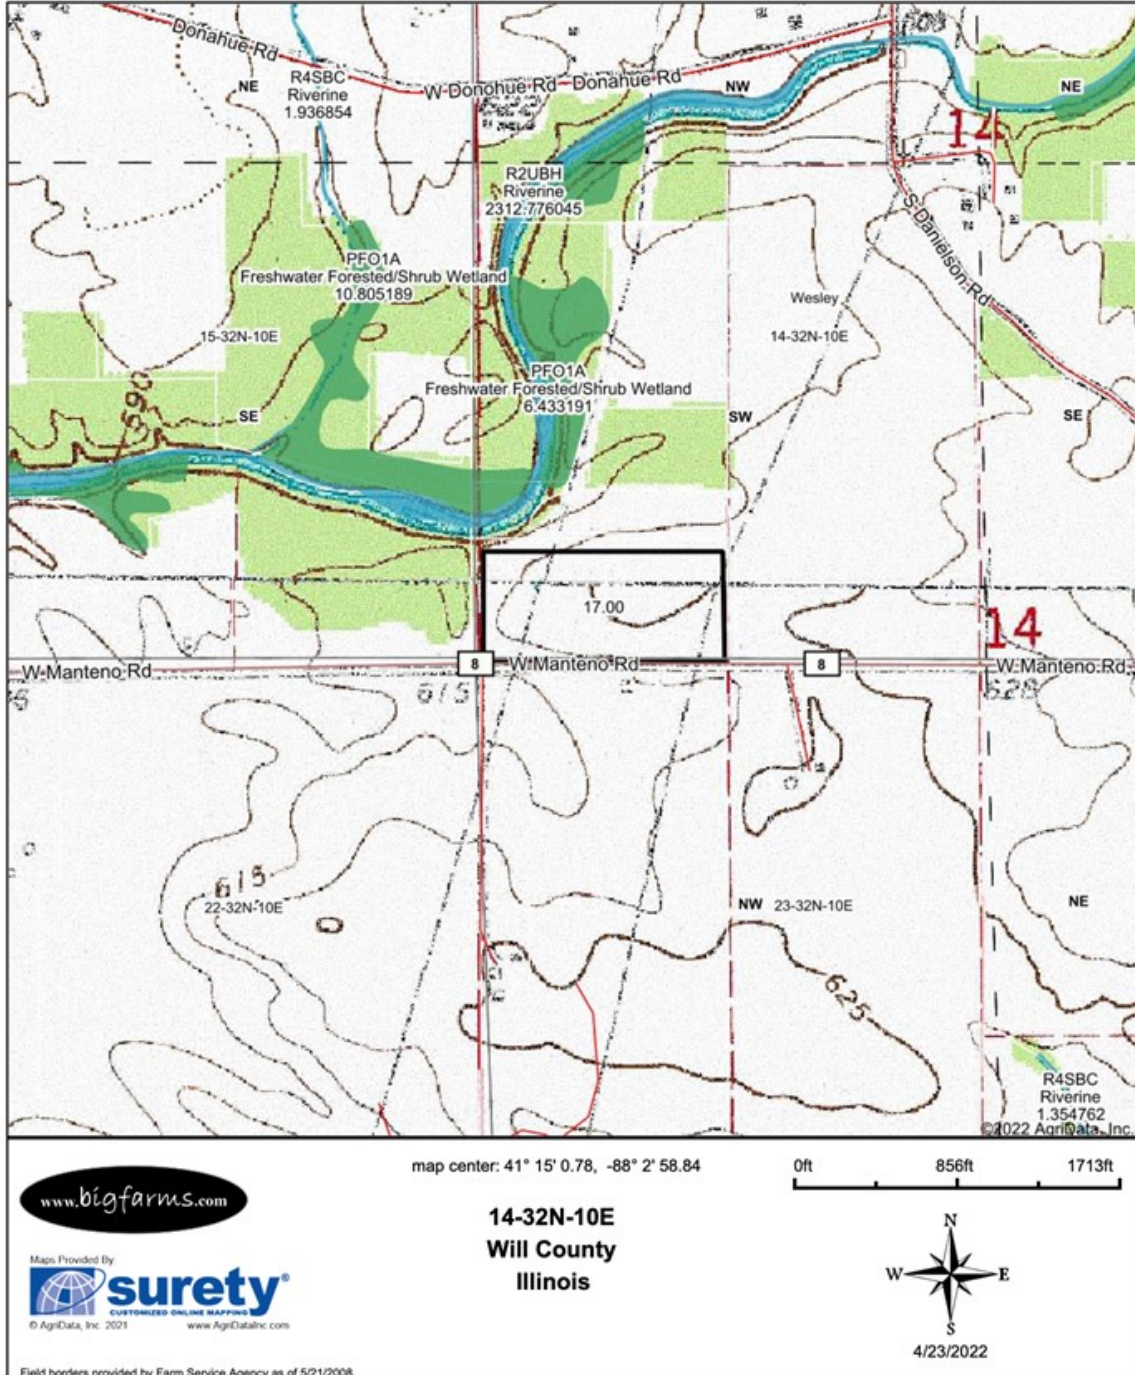 Donahue Rd
NE
R4SBC
Riverine
1.936854
W Donohue Rd
Donahue Rd
NW
NE
14
R2UBH
Riverine
2312.776045
S Danielson Rd
PFO1A
Freshwater Forested/Shrub Wetland
10.805189
Wesley
15-32N-10E
14-32N-10E
PFO1A
Freshwater Forested/Shrub Wetland
6.433191
590
SE
SW
SE
17.00
14
W Manteno Rd
8
W Manteno Rd
8
W Manteno Rd
628
615
22-32N-10E
NW
23-32N-10E
NE
625
R4SBC
Riverine
1.354762
©2022 AgriData, Inc.
map center: 41° 15' 0.78, -88° 2' 58.84
0ft 856ft 1713ft
www.bigfarms.com
14-32N-10E
Will County
Illinois
N
W E
S
4/23/2022
Maps Provided By:
surety®
CUSTOMIZED ONLINE MAPPING
© AgriData, Inc. 2021 www.AgriDataInc.com
Field borders provided by Farm Service Agency as of 5/21/2008.